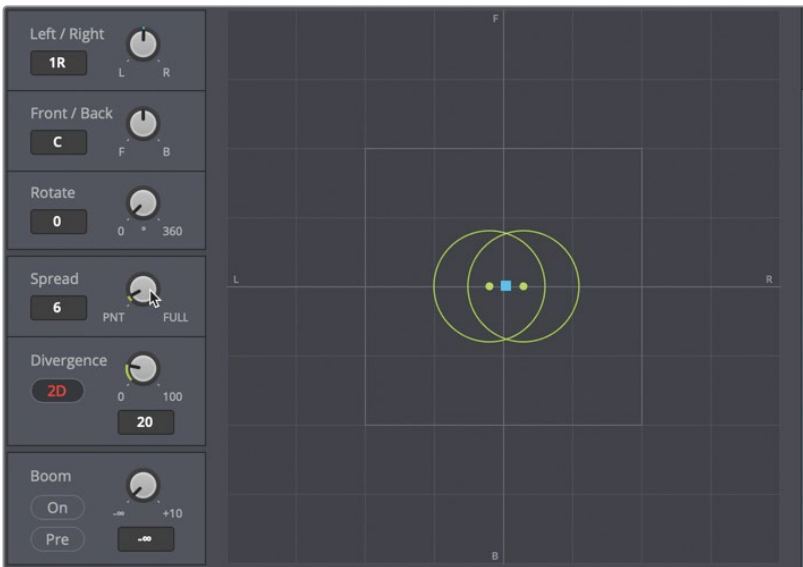 Left / Right
1R
L R
Front / Back
C
F B
Rotate
0
0 ° 360
Spread
6
PNT FULL
Divergence
2D
0 100
20
Boom
On
-∞ +10
Pre
-∞
F
L
R
B